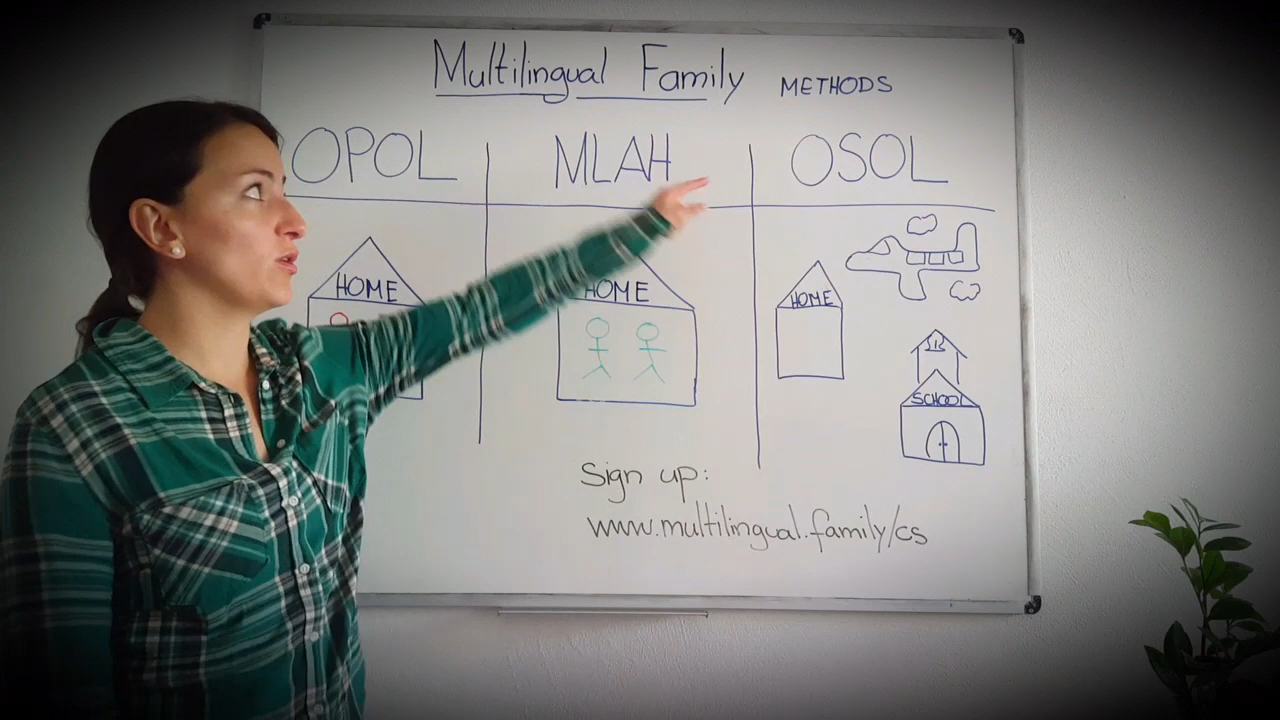 Multilingual Family METHODS
OPOL MLAH OSOL
HOME HOME HOME
SCHOOL
Sign up:
www.multilingual.family/cs